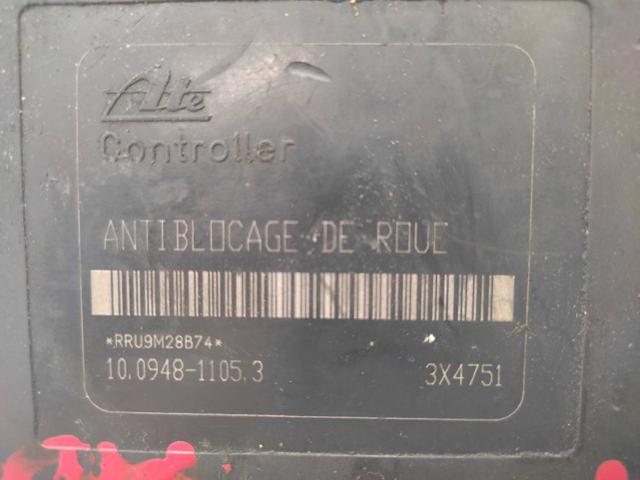 Ate
Controller
ANTIBLOCAGE DE ROUE
*RRU9M28B74*
10.0948-1105.3 3X4751